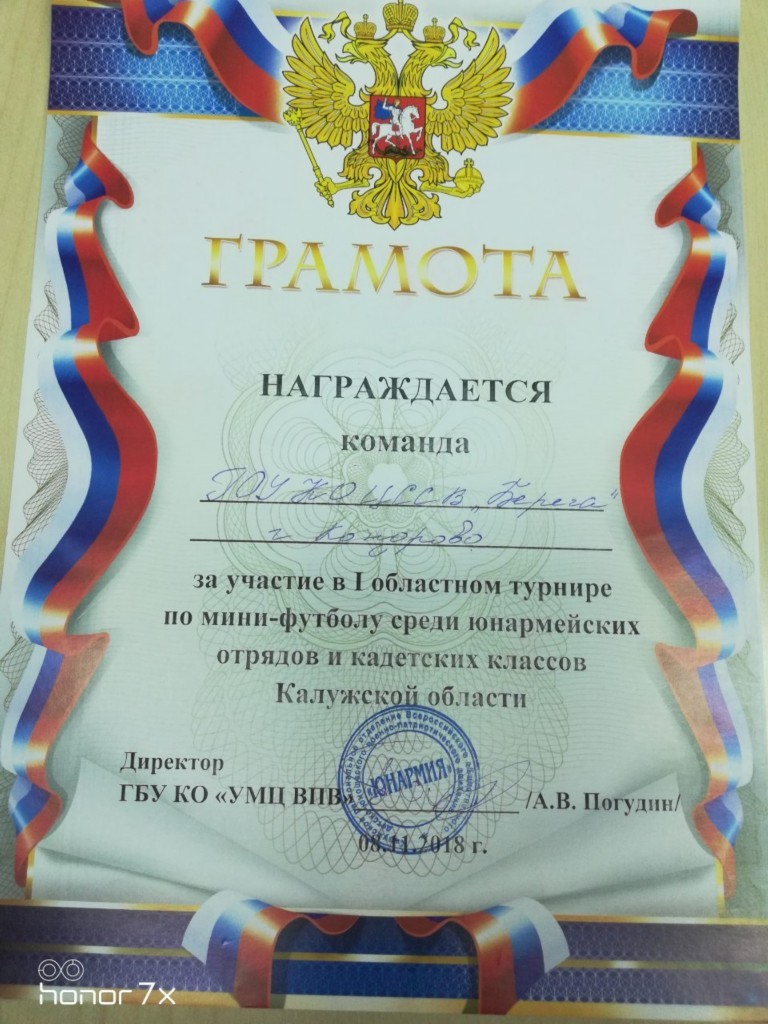 ГРАМОТА
НАГРАЖДАЕТСЯ
команда
ПОУ КО ЦССВ „Берега"
г Кондрово
за участие в I областном турнире
по мини-футболу среди юнармейских
отрядов и кадетских классов
Калужской области
Директор
ГБУ КО «УМЦ ВПВ» /А.В. Погудин/
«ЮНАРМИЯ»
08.11.2018 г.
honor 7x